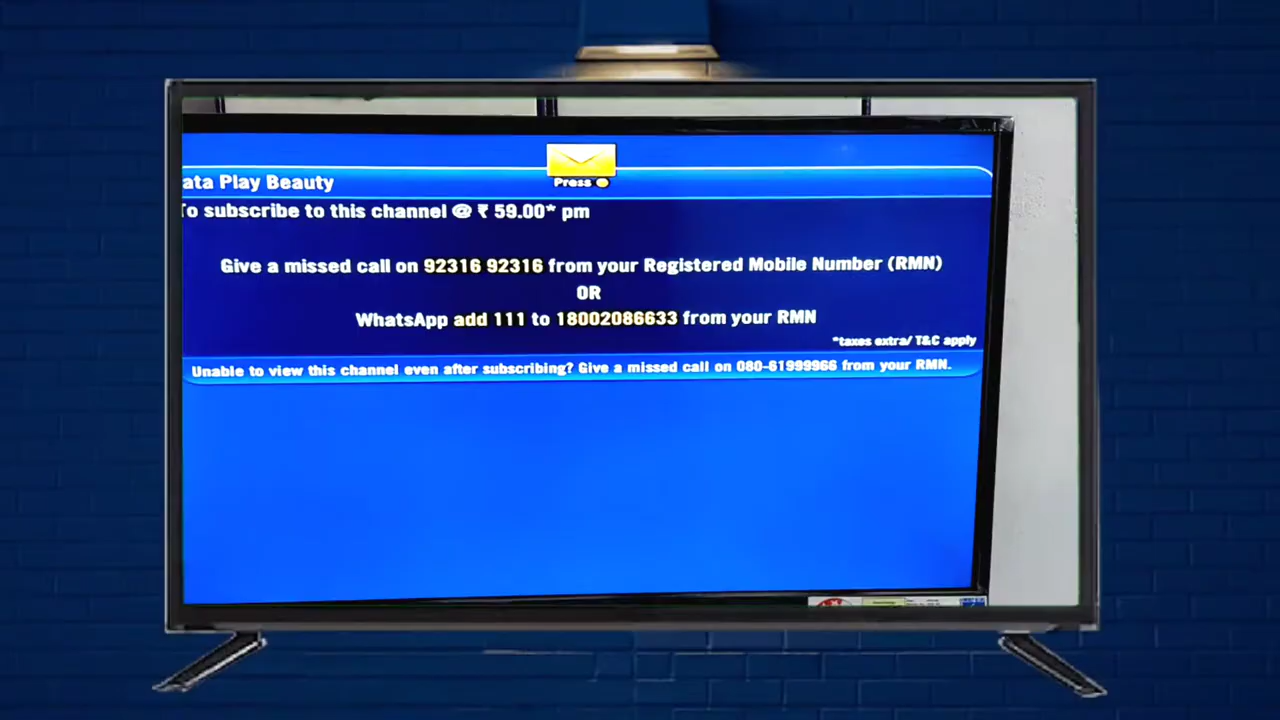 Press
ata Play Beauty
To subscribe to this channel @ ₹ 59.00* pm
Give a missed call on 92316 92316 from your Registered Mobile Number (RMN)
OR
WhatsApp add 111 to 18002086633 from your RMN
*taxes extra/ T&C apply
Unable to view this channel even after subscribing? Give a missed call on 080-61999966 from your RMN.